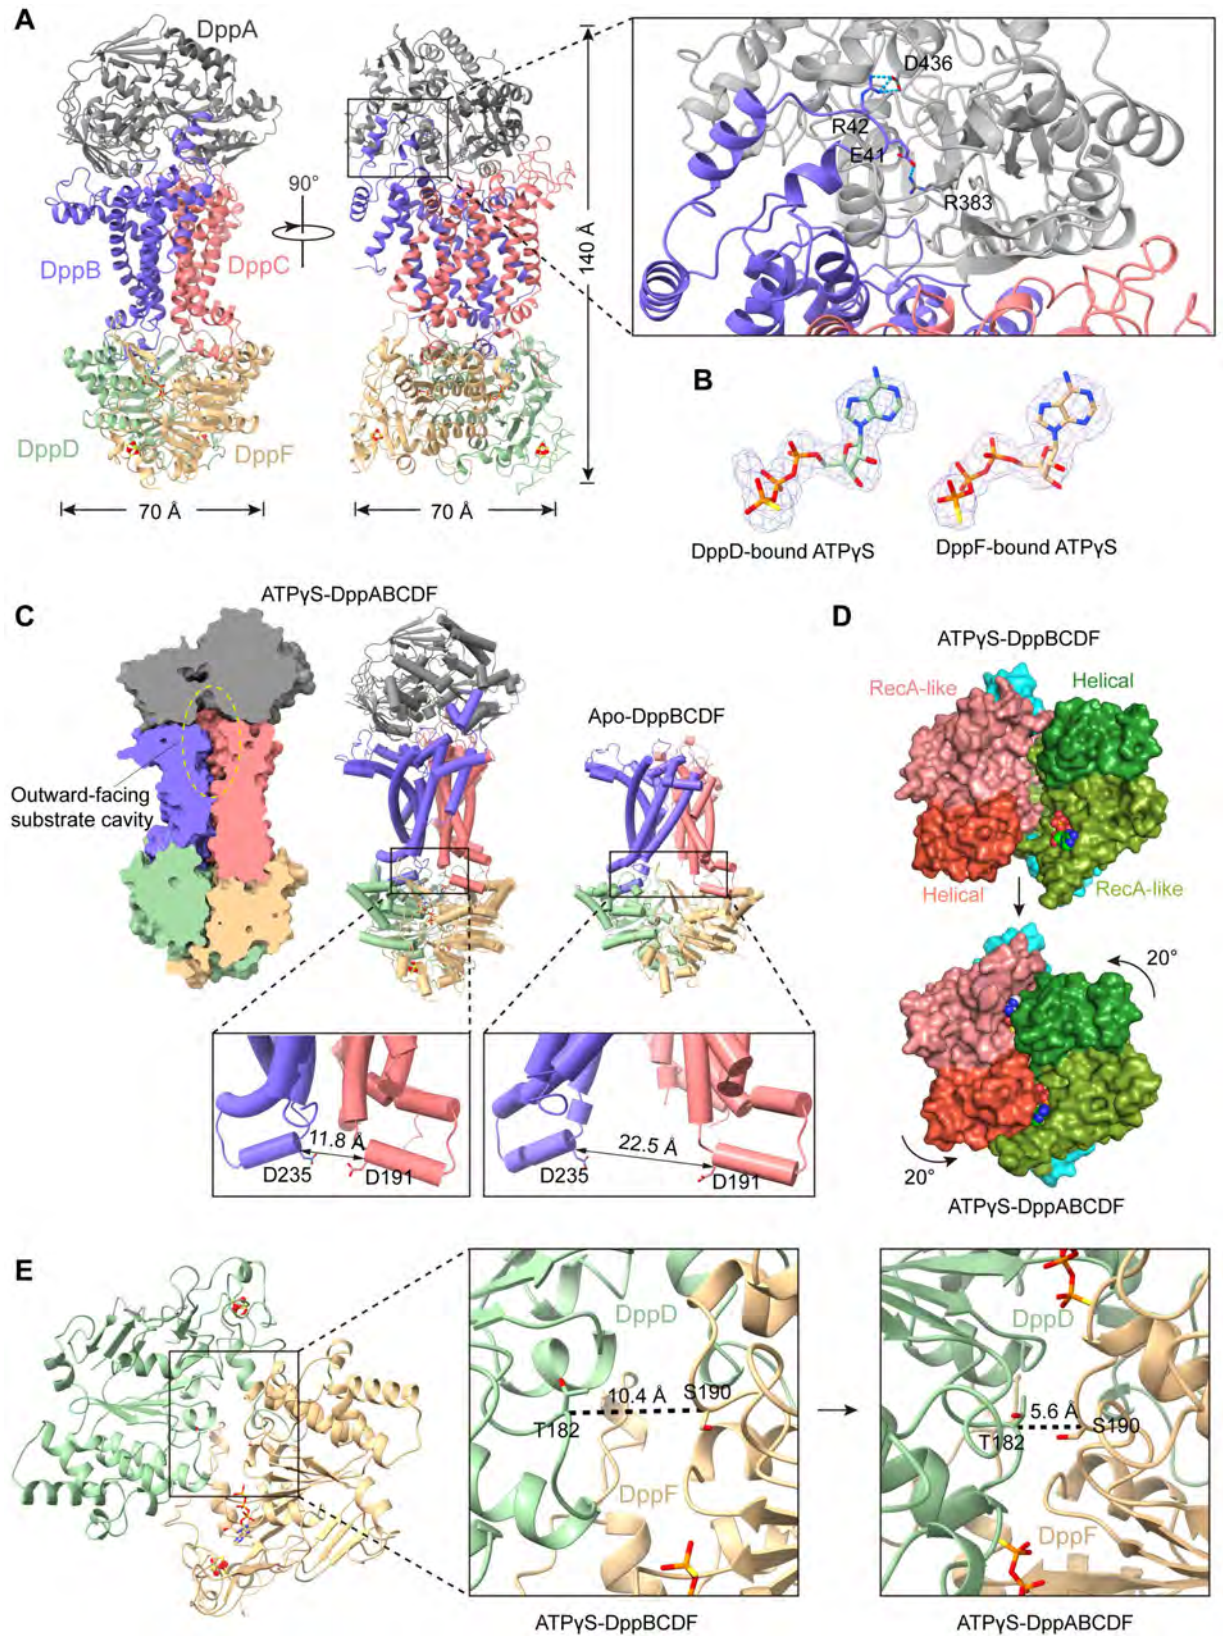 A
DppA
90°
DppB
DppC
DppD
DppF
70 Å
70 Å
140 Å
D436
R42
E41
R383
B
DppD-bound ATPγS
DppF-bound ATPγS
C
ATPγS-DppABCDF
Outward-facing
substrate cavity
Apo-DppBCDF
11.8 Å
D235
D191
22.5 Å
D235
D191
D
ATPγS-DppBCDF
RecA-like
Helical
Helical
RecA-like
20°
20°
ATPγS-DppABCDF
E
DppD
10.4 Å
S190
T182
DppF
ATPγS-DppBCDF
DppD
5.6 Å
T182
S190
DppF
ATPγS-DppABCDF